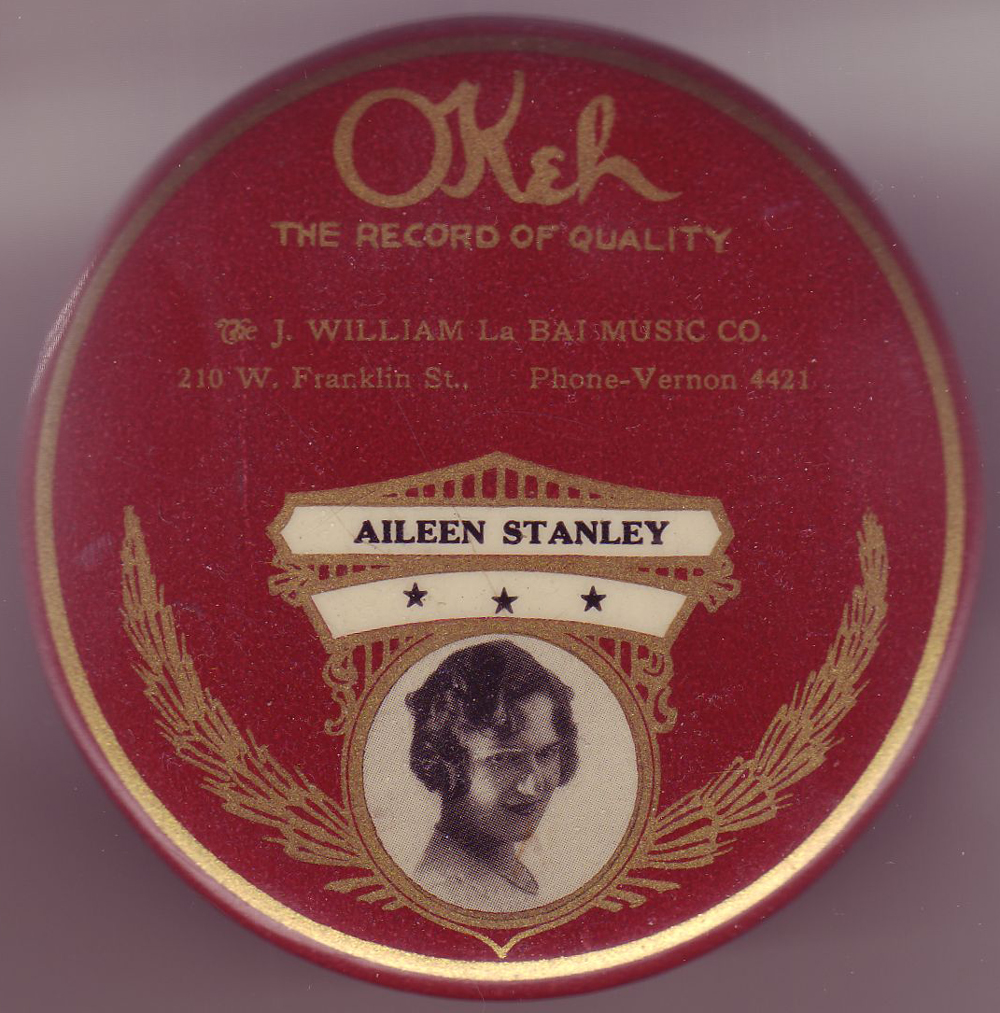 OKeh
THE RECORD OF QUALITY
The J. WILLIAM La BAI MUSIC CO.
210 W. Franklin St., Phone-Vernon 4421
AILEEN STANLEY